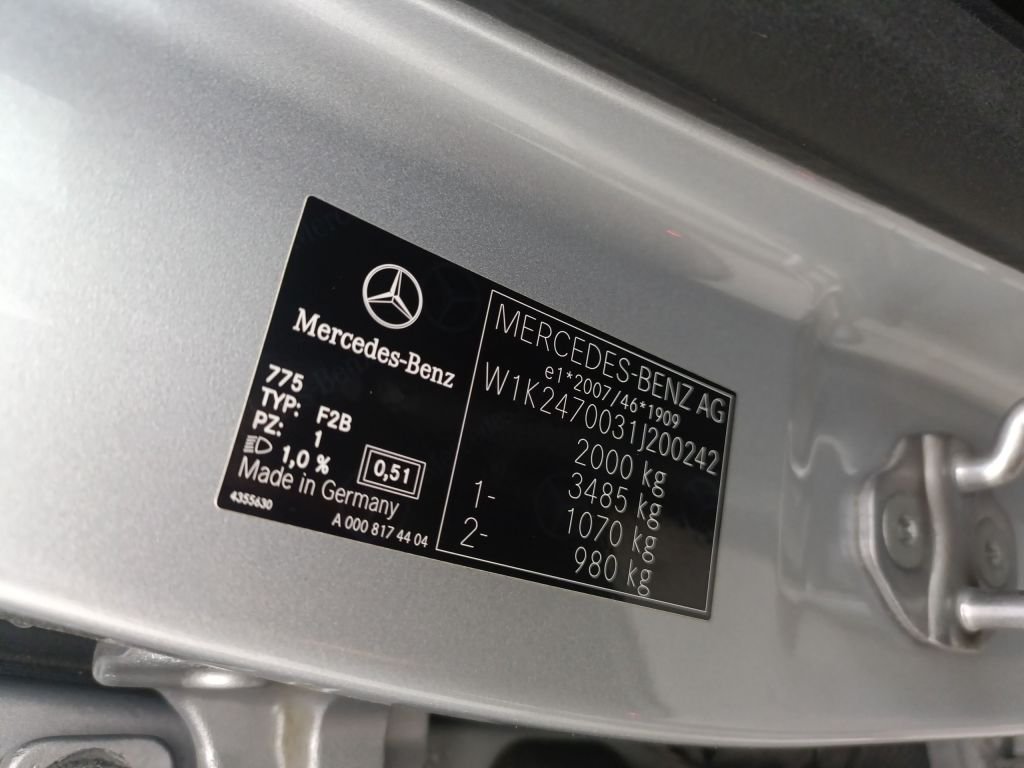 Mercedes-Benz
775
TYP: F2B
PZ: 1
1,0 %
0,51
Made in Germany
4355630
A 000 817 44 04
MERCEDES-BENZ AG
e1*2007/46*1909
W1K2470031J200242
2000 kg
3485 kg
1- 1070 kg
2- 980 kg